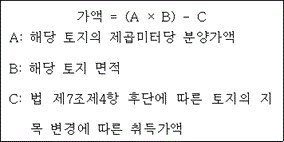 가액 = (A × B) - C
A: 해당 토지의 제곱미터당 분양가액
B: 해당 토지 면적
C: 법 제7조제4항 후단에 따른 토지의 지
목 변경에 따른 취득가액